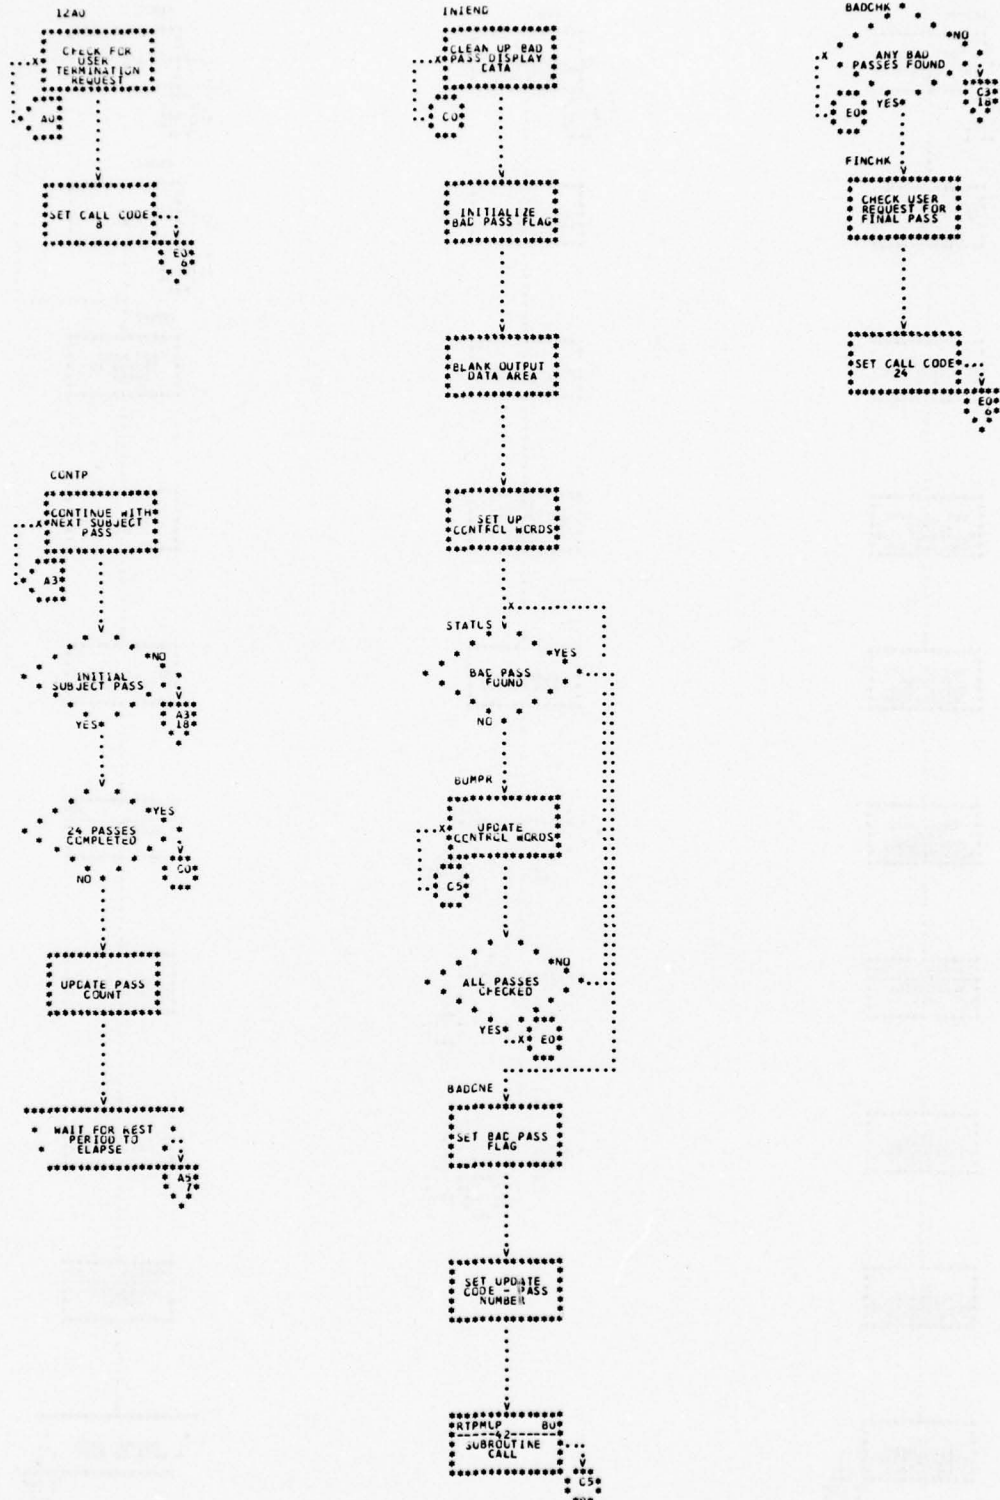 12A0
CHECK FOR
USER
TERMINATION
REQUEST
X
A0
SET CALL CODE
8
E0
6
CONTP
CONTINUE WITH
NEXT SUBJECT
PASS
X
A3
INITIAL
SUBJECT PASS
NO
A3
18
YES
24 PASSES
COMPLETED
YES
C0
NO
UPDATE PASS
COUNT
WAIT FOR REST
PERIOD TO
ELAPSE
A5
7
INIEND
CLEAN UP BAD
PASS DISPLAY
DATA
X
C0
INITIALIZE
BAD PASS FLAG
BLANK OUTPUT
DATA AREA
SET UP
CONTROL WORDS
X
STATUS
BAD PASS
FOUND
YES
NO
BUMPR
UPDATE
CONTROL WORDS
X
C5
ALL PASSES
CHECKED
NO
YES
X
E0
BADONE
SET BAD PASS
FLAG
SET UPDATE
CODE = PASS
NUMBER
RTPMUP B0
42
SUBROUTINE
CALL
C5
BADCHK
ANY BAD
PASSES FOUND
NO
X
C3
18
E0
YES
FINCHK
CHECK USER
REQUEST FOR
FINAL PASS
SET CALL CODE
24
E0
6